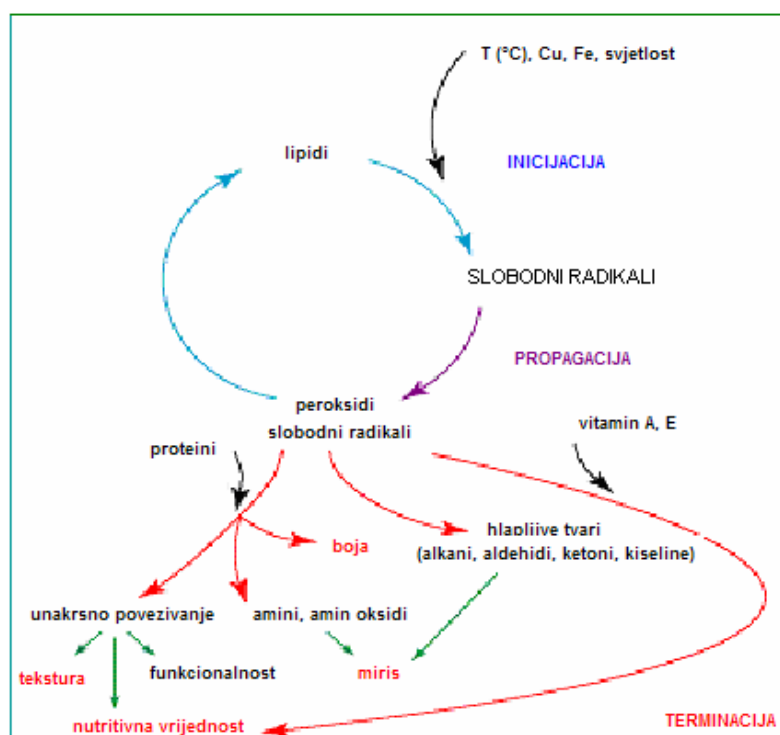 T (°C), Cu, Fe, svjetlost
lipidi
INICIJACIJA
SLOBODNI RADIKALI
PROPAGACIJA
peroksidi
slobodni radikali
vitamin A, E
proteini
hlapljive tvari
(alkani, aldehidi, ketoni, kiseline)
boja
unakrsno povezivanje
amini, amin oksidi
tekstura
funkcionalnost
miris
nutritivna vrijednost
TERMINACIJA